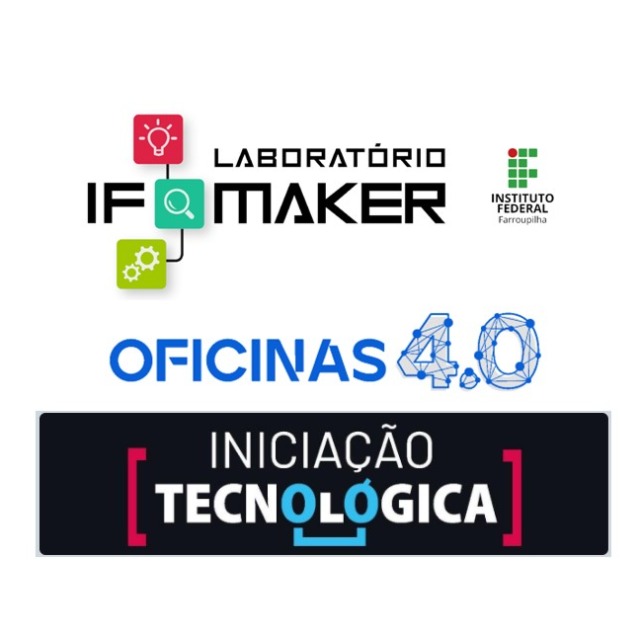 LABORATÓRIO
IF MAKER
INSTITUTO
FEDERAL
Farroupilha
OFICINAS 4.0
INICIAÇÃO
[TECNOLÓGICA]